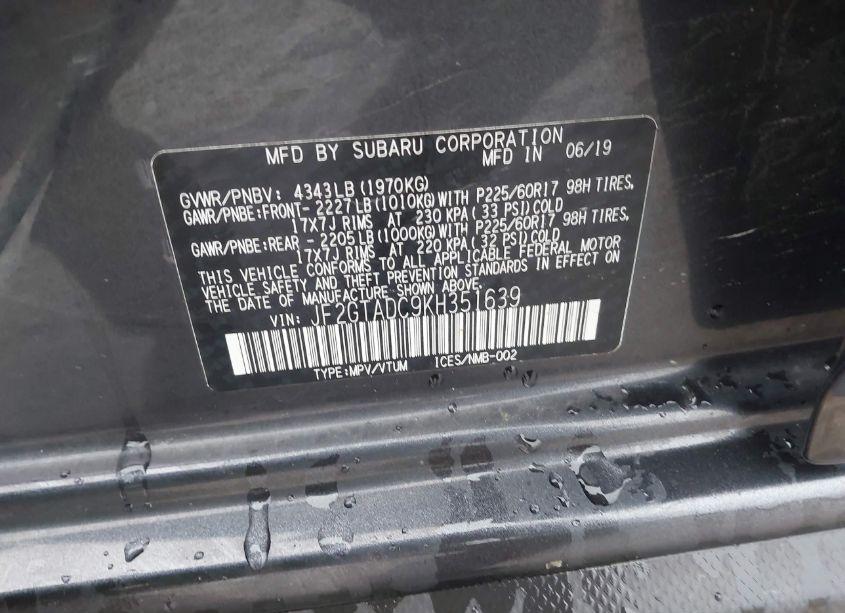 MFD BY SUBARU CORPORATION
MFD IN 06/19
GVWR/PNBV: 4343LB(1970KG)
GAWR/PNBE:FRONT- 2227LB(1010KG)WITH P225/60R17 98H TIRES,
17X7J RIMS AT 230 KPA(33 PSI)COLD
GAWR/PNBE:REAR - 2205LB(1000KG)WITH P225/60R17 98H TIRES,
17X7J RIMS AT 220 KPA(32 PSI)COLD
THIS VEHICLE CONFORMS TO ALL APPLICABLE FEDERAL MOTOR
VEHICLE SAFETY AND THEFT PREVENTION STANDARDS IN EFFECT ON
THE DATE OF MANUFACTURE SHOWN ABOVE.
VIN: JF2GTADC9KH351639
TYPE:MPV/VTUM ICES/NMB-002